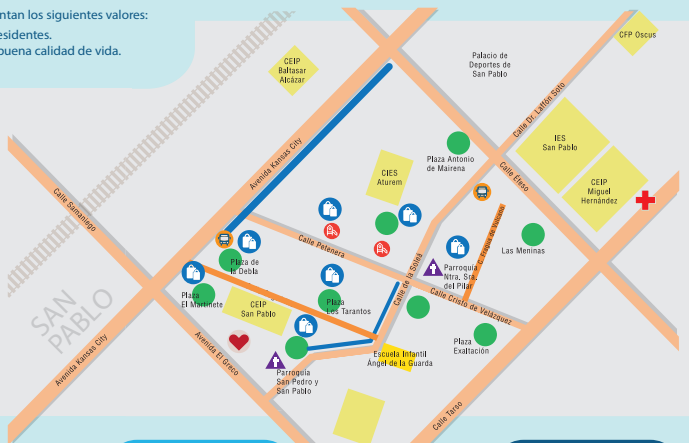 ntan los siguientes valores:
esidentes.
buena calidad de vida.
CFP Oscus
Palacio de
Deportes de
San Pablo
CEIP
Baltasar
Alcázar
Calle Dr. Laffón Soto
IES
San Pablo
Avenida Kansas City
Plaza Antonio
de Mairena
CIES
Aturem
Calle Éfeso
CEIP
Miguel
Hernández
Calle Samaniego
Calle Petenera
Las Meninas
Plaza de
la Debla
Calle de la Soleá
Parroquia
Ntra. Sra.
del Pilar
Calle Cristo de Velázquez
SAN
PABLO
Plaza
El Martinete
CEIP
San Pablo
Plaza
Los Tarantos
Avenida Kansas City
Avenida El Greco
Plaza
Exaltación
Escuela Infantil
Ángel de la Guarda
Parroquia
San Pedro y
San Pablo
Calle Tarso